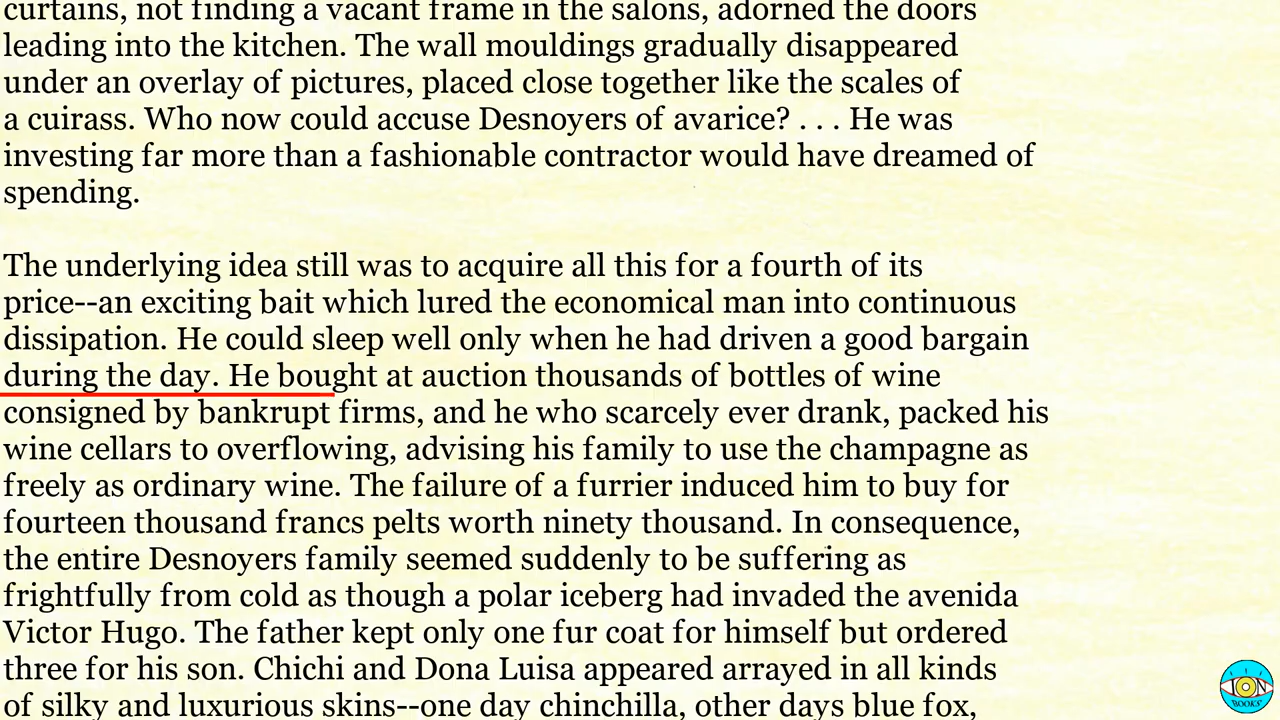 curtains, not finding a vacant frame in the salons, adorned the doors
leading into the kitchen. The wall mouldings gradually disappeared
under an overlay of pictures, placed close together like the scales of
a cuirass. Who now could accuse Desnoyers of avarice? . . . He was
investing far more than a fashionable contractor would have dreamed of
spending.
The underlying idea still was to acquire all this for a fourth of its
price--an exciting bait which lured the economical man into continuous
dissipation. He could sleep well only when he had driven a good bargain
during the day. He bought at auction thousands of bottles of wine
consigned by bankrupt firms, and he who scarcely ever drank, packed his
wine cellars to overflowing, advising his family to use the champagne as
freely as ordinary wine. The failure of a furrier induced him to buy for
fourteen thousand francs pelts worth ninety thousand. In consequence,
the entire Desnoyers family seemed suddenly to be suffering as
frightfully from cold as though a polar iceberg had invaded the avenida
Victor Hugo. The father kept only one fur coat for himself but ordered
three for his son. Chichi and Dona Luisa appeared arrayed in all kinds
of silky and luxurious skins--one day chinchilla, other days blue fox,
ION
BOOKS